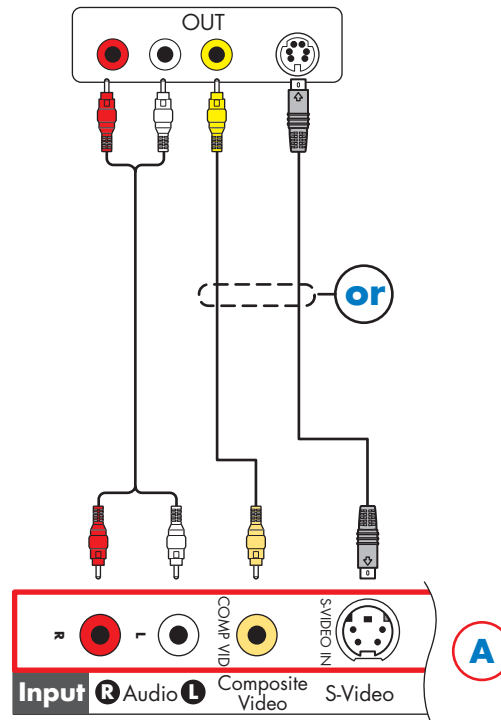 OUT
or
R
L
COMP VID
S-VIDEO IN
A
Input R Audio L Composite Video S-Video